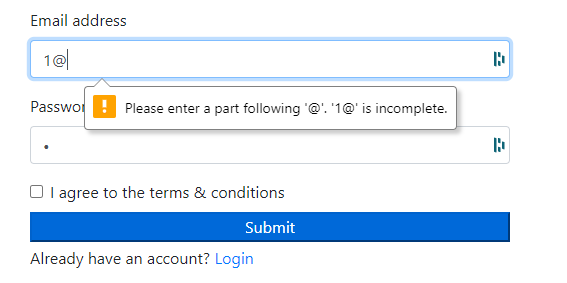 Email address
1@
Please enter a part following '@'. '1@' is incomplete.
Passwo
•
I agree to the terms & conditions
Submit
Already have an account? Login